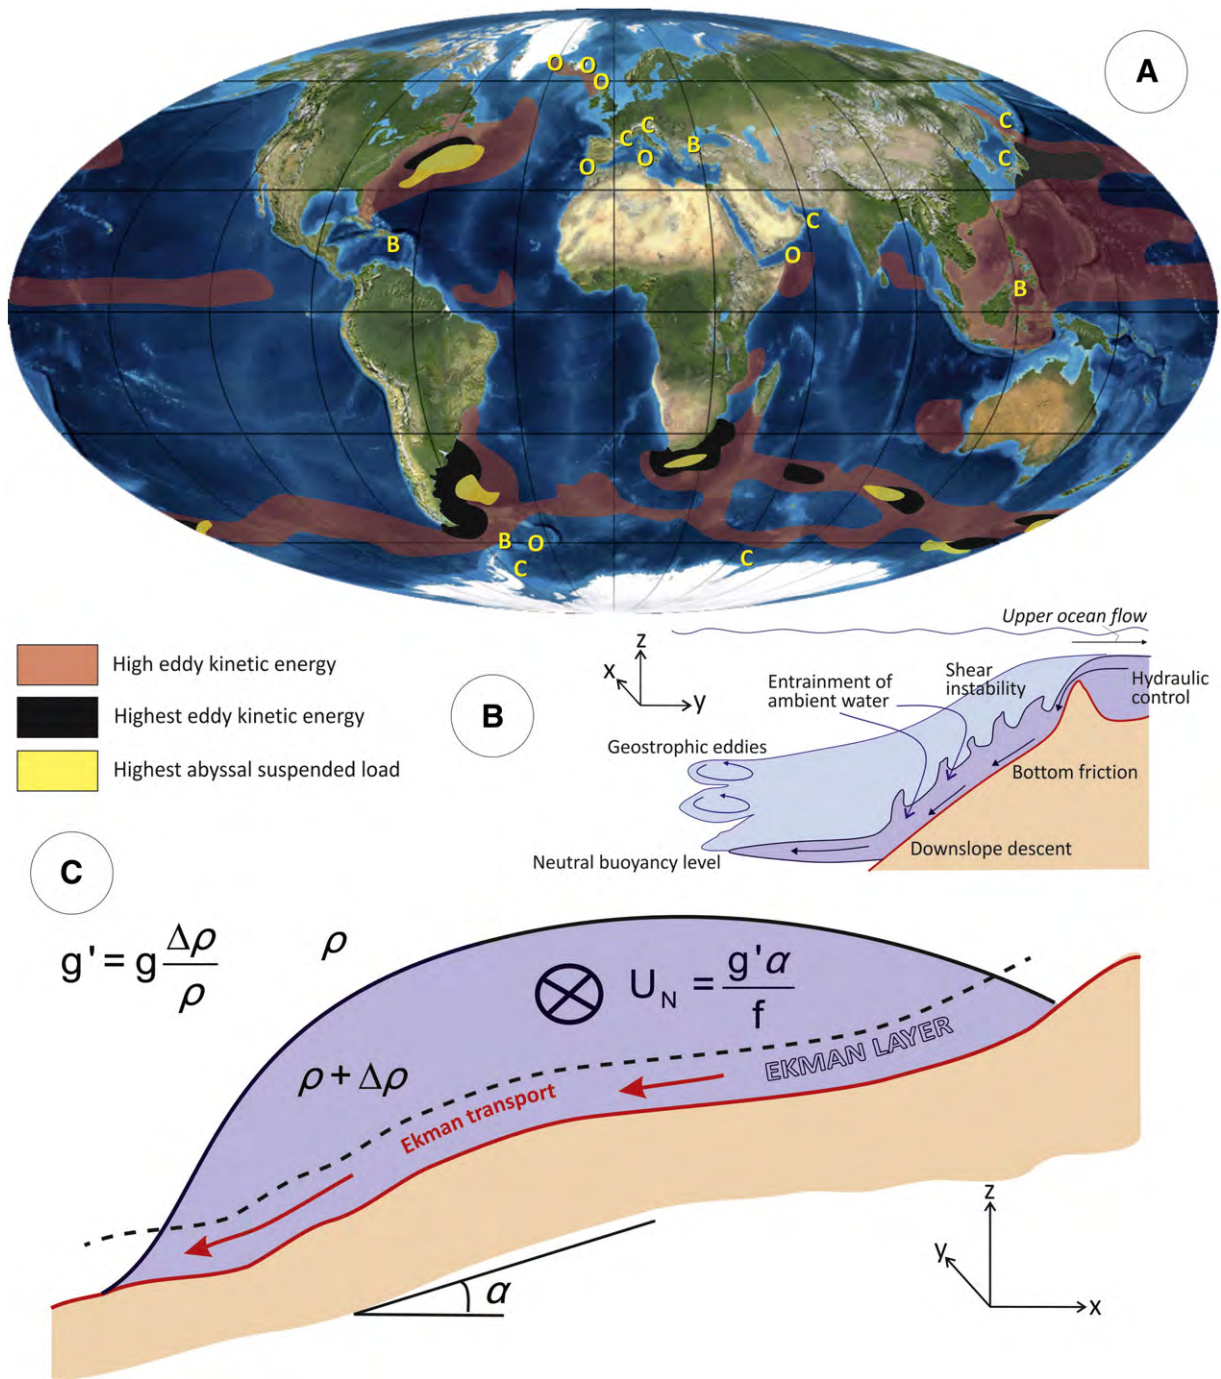 A
O
O
O
C
C
B
O
O
C
C
C
O
B
B
B
O
C
C
High eddy kinetic energy
Highest eddy kinetic energy
Highest abyssal suspended load
B
z
x
y
Upper ocean flow
Entrainment of
ambient water
Shear
instability
Hydraulic
control
Geostrophic eddies
Bottom friction
Neutral buoyancy level
Downslope descent
C
g' = g Δρ/ρ
ρ
U_N = g'α/f
ρ + Δρ
EKMAN LAYER
Ekman transport
α
z
y
x